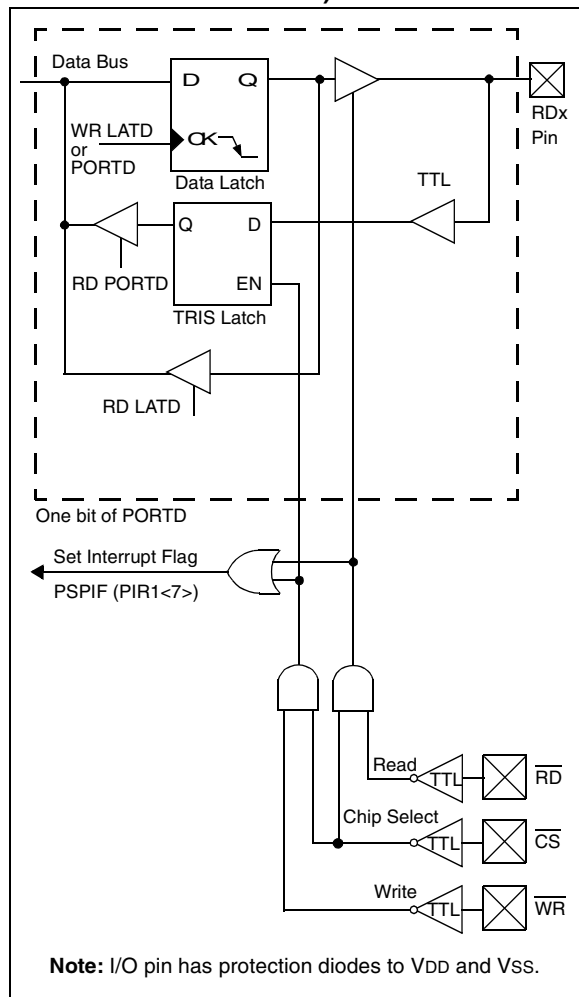 Data Bus
D Q
RDx
Pin
WR LATD
or
PORTD
CK
Data Latch
TTL
Q D
RD PORTD
EN
TRIS Latch
RD LATD
One bit of PORTD
Set Interrupt Flag
PSPIF (PIR1<7>)
Read
TTL
RD
Chip Select
TTL
CS
Write
TTL
WR
Note: I/O pin has protection diodes to VDD and VSS.